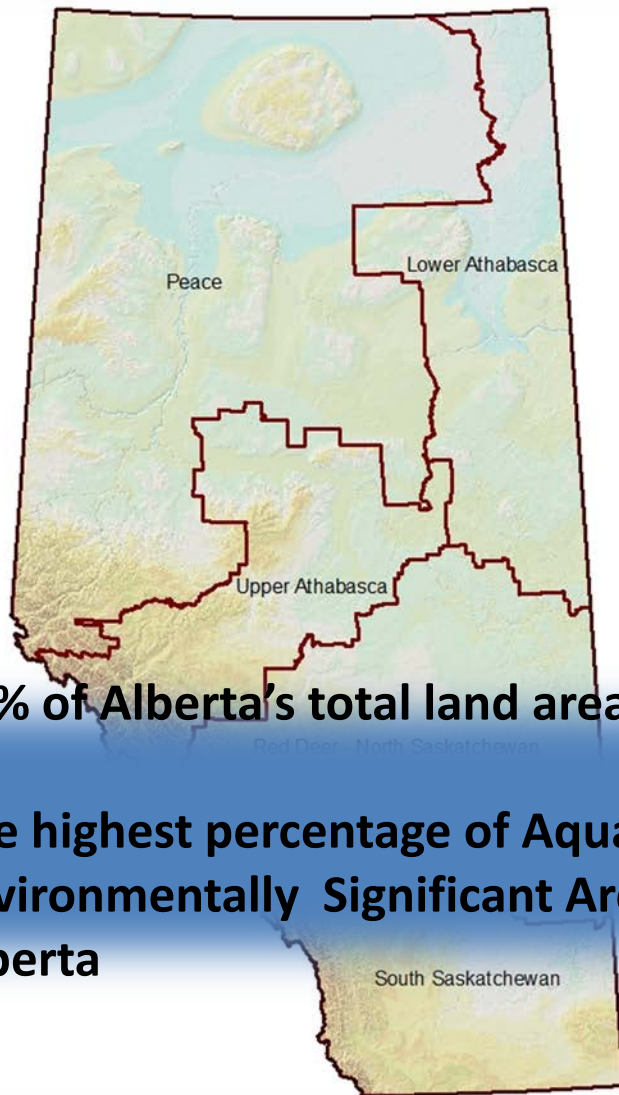 Peace
Lower Athabasca
Upper Athabasca
% of Alberta's total land area
Red Deer - North Saskatchewan
e highest percentage of Aqua
vironmentally  Significant Are
berta
South Saskatchewan